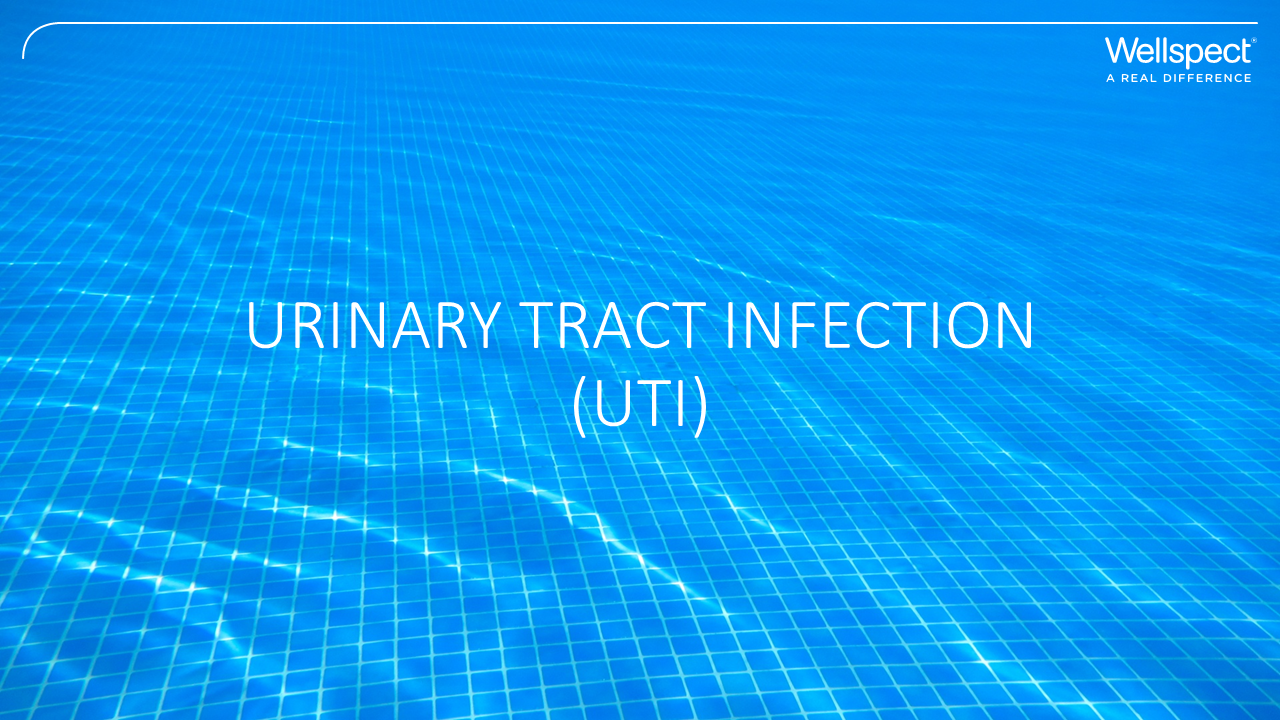 Wellspect®
A REAL DIFFERENCE
URINARY TRACT INFECTION
(UTI)